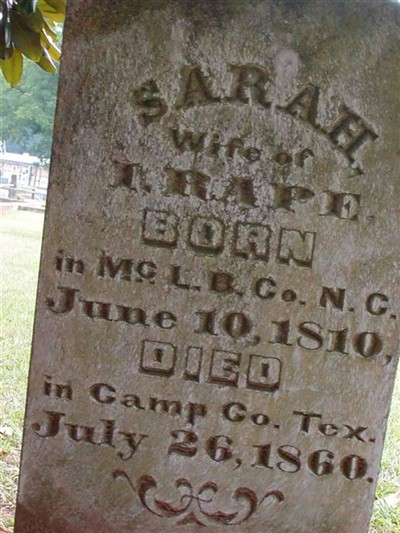 SARAH,
Wife of
I. RAPE.
BORN
in Mc. L. B. Co. N. C.
June 10, 1810,
DIED
in Camp Co. Tex.
July 26, 1860.